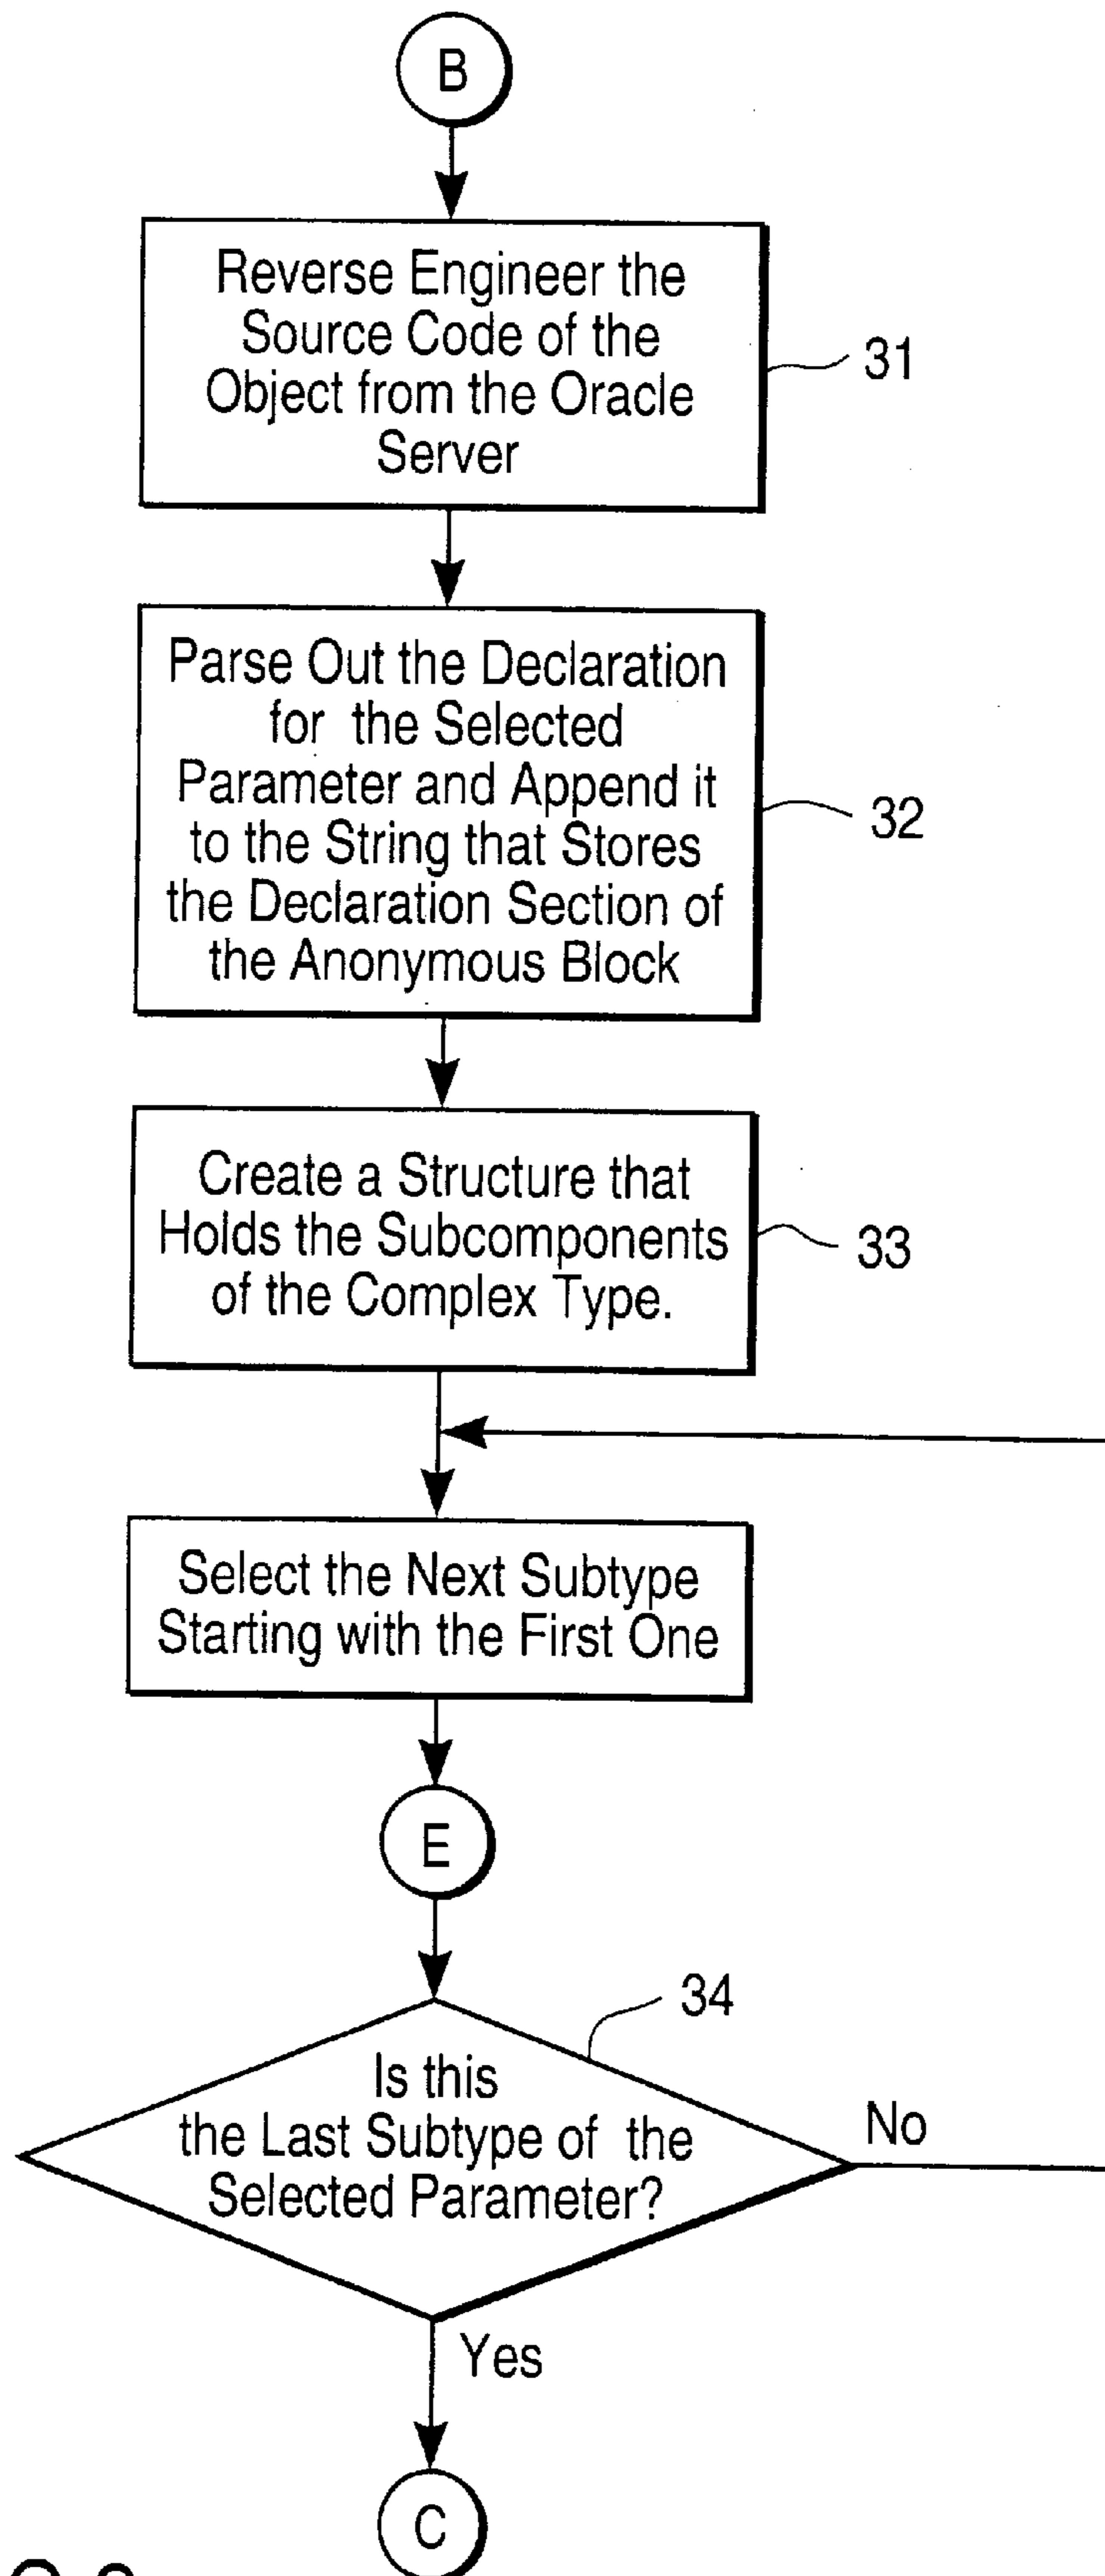 B
Reverse Engineer the
Source Code of the
Object from the Oracle
Server
31
Parse Out the Declaration
for the Selected
Parameter and Append it
to the String that Stores
the Declaration Section of
the Anonymous Block
32
Create a Structure that
Holds the Subcomponents
of the Complex Type.
33
Select the Next Subtype
Starting with the First One
E
34
Is this
the Last Subtype of the
Selected Parameter?
No
Yes
C